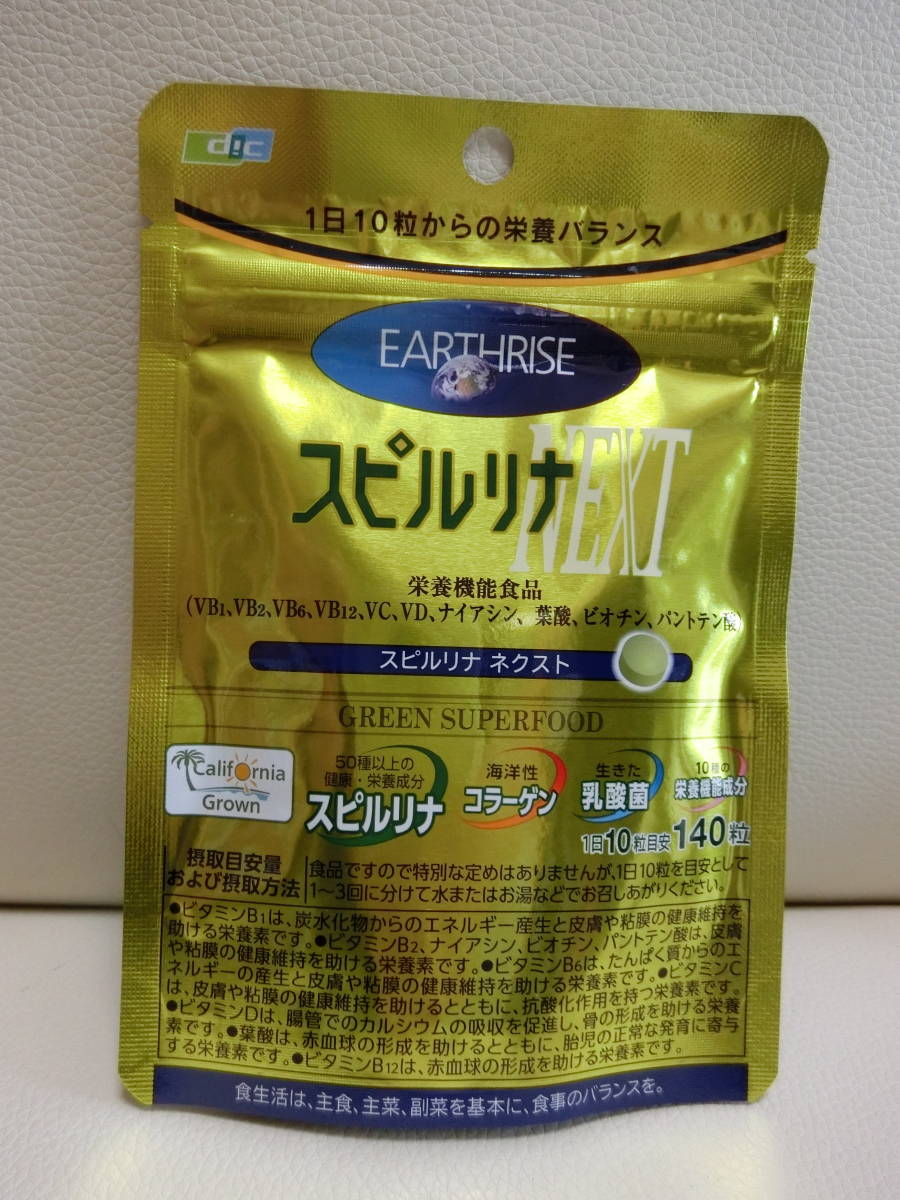 dic
1日10粒からの栄養バランス
EARTHRISE
スピルリナNEXT
栄養機能食品
(VB1、VB2、VB6、VB12、VC、VD、ナイアシン、葉酸、ビオチン、パントテン酸)
スピルリナ ネクスト
GREEN SUPERFOOD
California
Grown
50種以上の
健康・栄養成分
スピルリナ
海洋性
コラーゲン
生きた
乳酸菌
10種の
栄養機能成分
1日10粒目安 140粒
摂取目安量
および摂取方法
食品ですので特別な定めはありませんが、1日10粒を目安として
1〜3回に分けて水またはお湯などでお召しあがりください。
●ビタミンB1は、炭水化物からのエネルギー産生と皮膚や粘膜の健康維持を
助ける栄養素です。●ビタミンB2、ナイアシン、ビオチン、パントテン酸は、皮膚
や粘膜の健康維持を助ける栄養素です。●ビタミンB6は、たんぱく質からのエ
ネルギーの産生と皮膚や粘膜の健康維持を助ける栄養素です。●ビタミンC
は、皮膚や粘膜の健康維持を助けるとともに、抗酸化作用を持つ栄養素です。
●ビタミンDは、腸管でのカルシウムの吸収を促進し、骨の形成を助ける栄養
素です。●葉酸は、赤血球の形成を助けるとともに、胎児の正常な発育に寄与
する栄養素です。●ビタミンB12は、赤血球の形成を助ける栄養素です。
食生活は、主食、主菜、副菜を基本に、食事のバランスを。